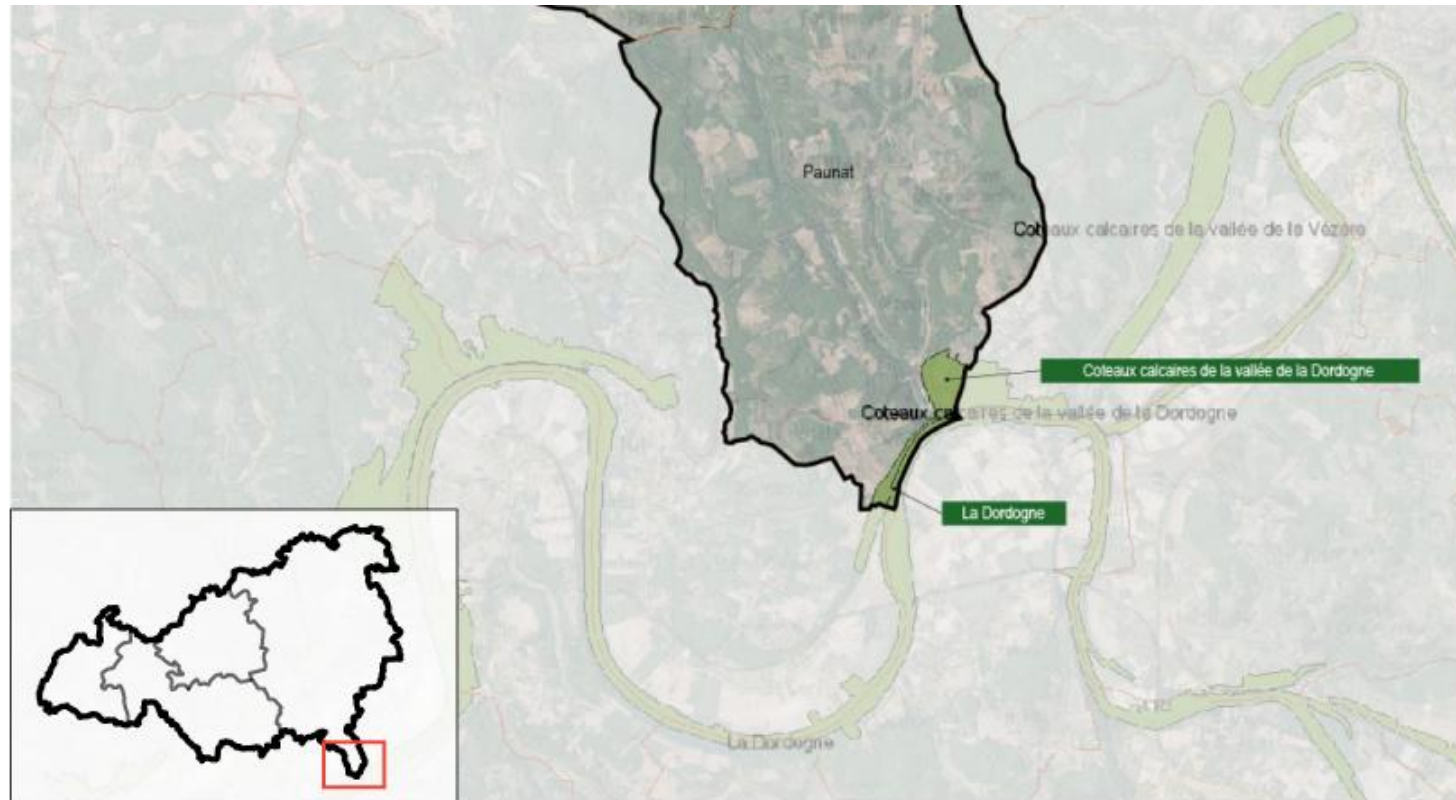 Paunat
Coteaux calcaires de la vallée de la Vézère
Coteaux calcaires de la vallée de la Dordogne
Coteaux calcaires de la vallée de la Dordogne
La Dordogne
La Dordogne